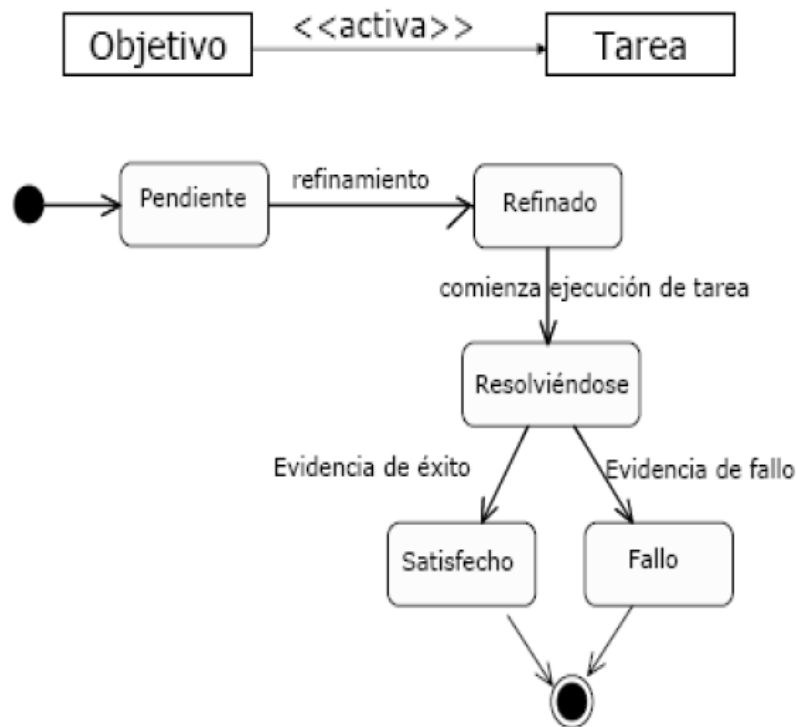 Objetivo
<<activa>>
Tarea
Pendiente
refinamiento
Refinado
comienza ejecución de tarea
Resolviéndose
Evidencia de éxito
Evidencia de fallo
Satisfecho
Fallo